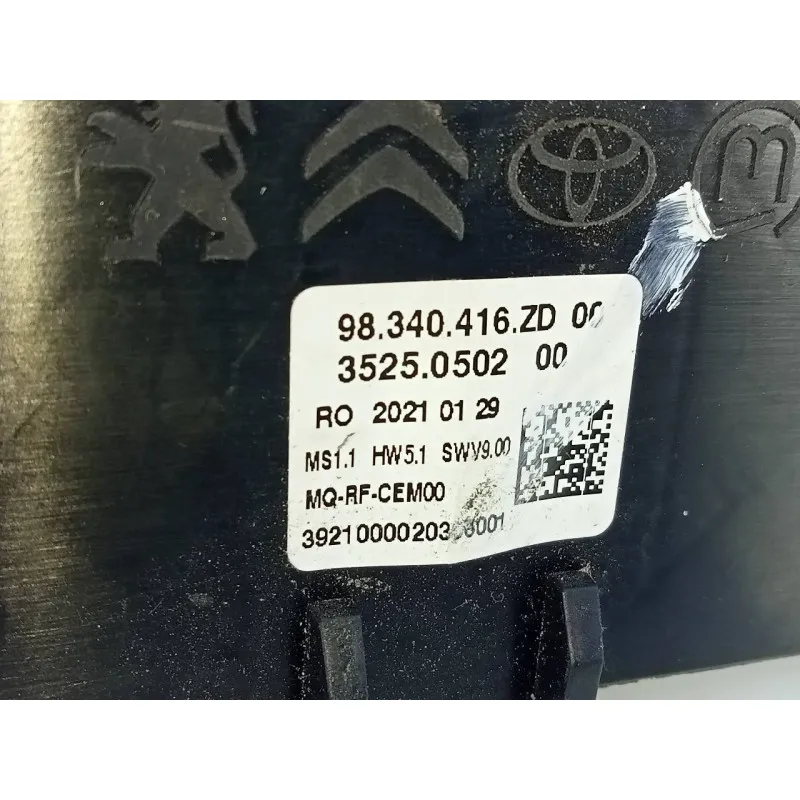 98.340.416.ZD
3525.0502 00
RO 2021 01 29
MS1.1 HW5.1 SWV9.00
MQ-RF-CEM00